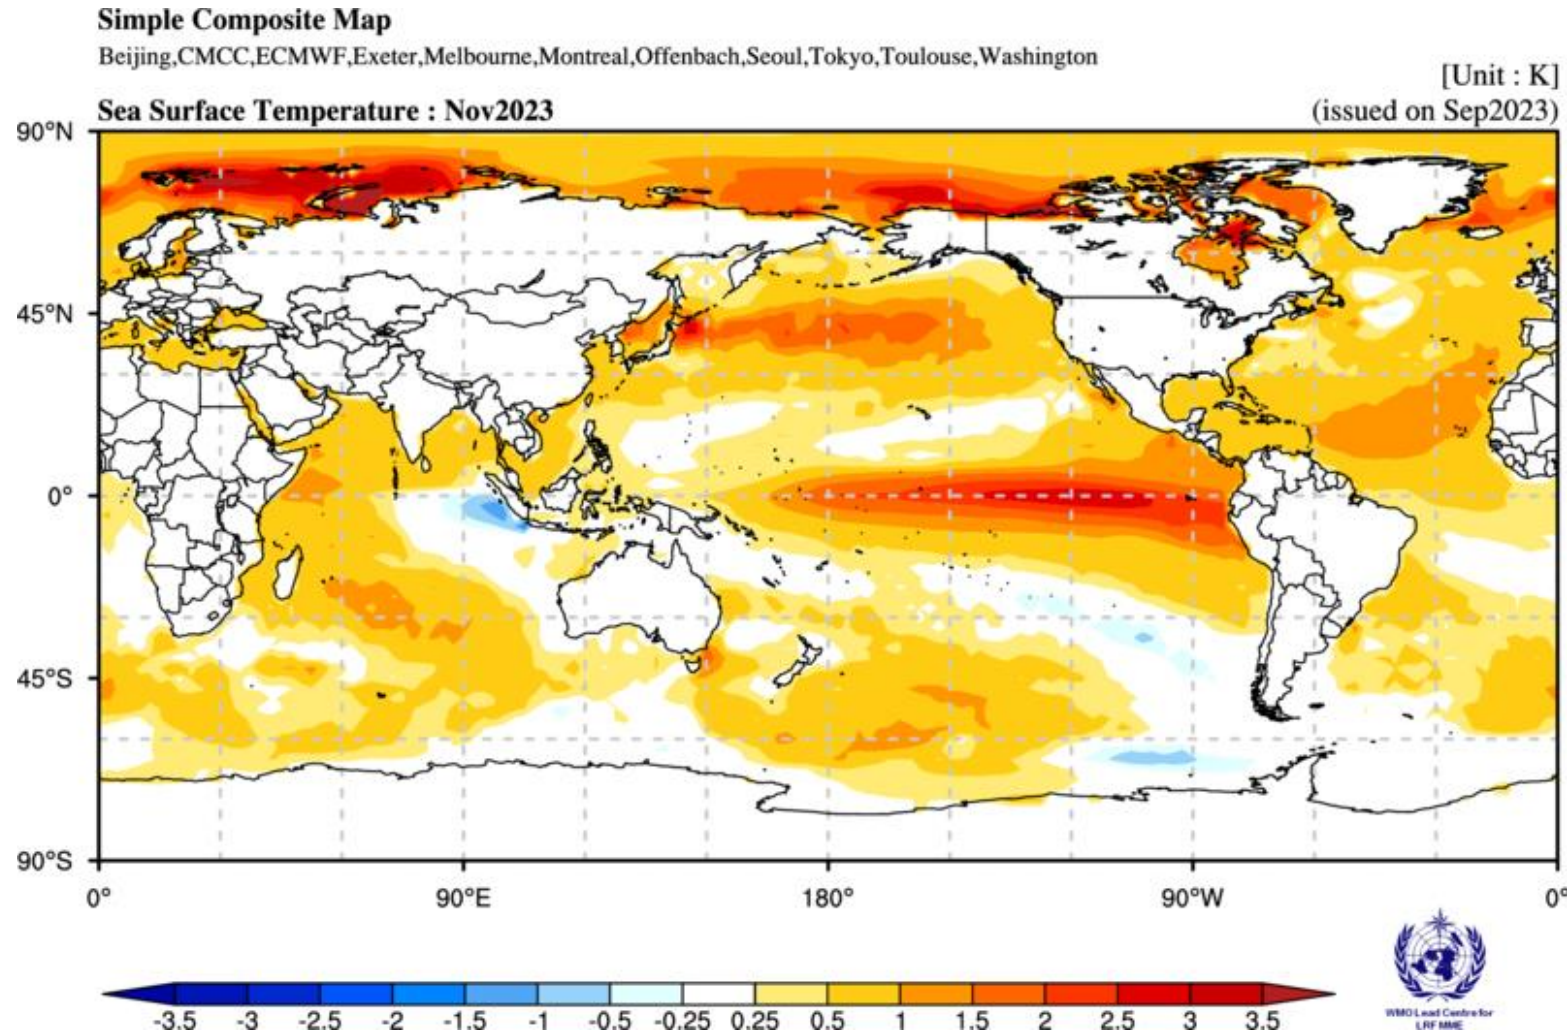 Simple Composite Map
Beijing,CMCC,ECMWF,Exeter,Melbourne,Montreal,Offenbach,Seoul,Tokyo,Toulouse,Washington
[Unit : K]
Sea Surface Temperature : Nov2023
(issued on Sep2023)
90°N
45°N
0°
45°S
90°S
0° 90°E 180° 90°W 0°
-3.5 -3 -2.5 -2 -1.5 -1 -0.5 -0.25 0.25 0.5 1 1.5 2 2.5 3 3.5
WMO Lead Centre for
LRFMME